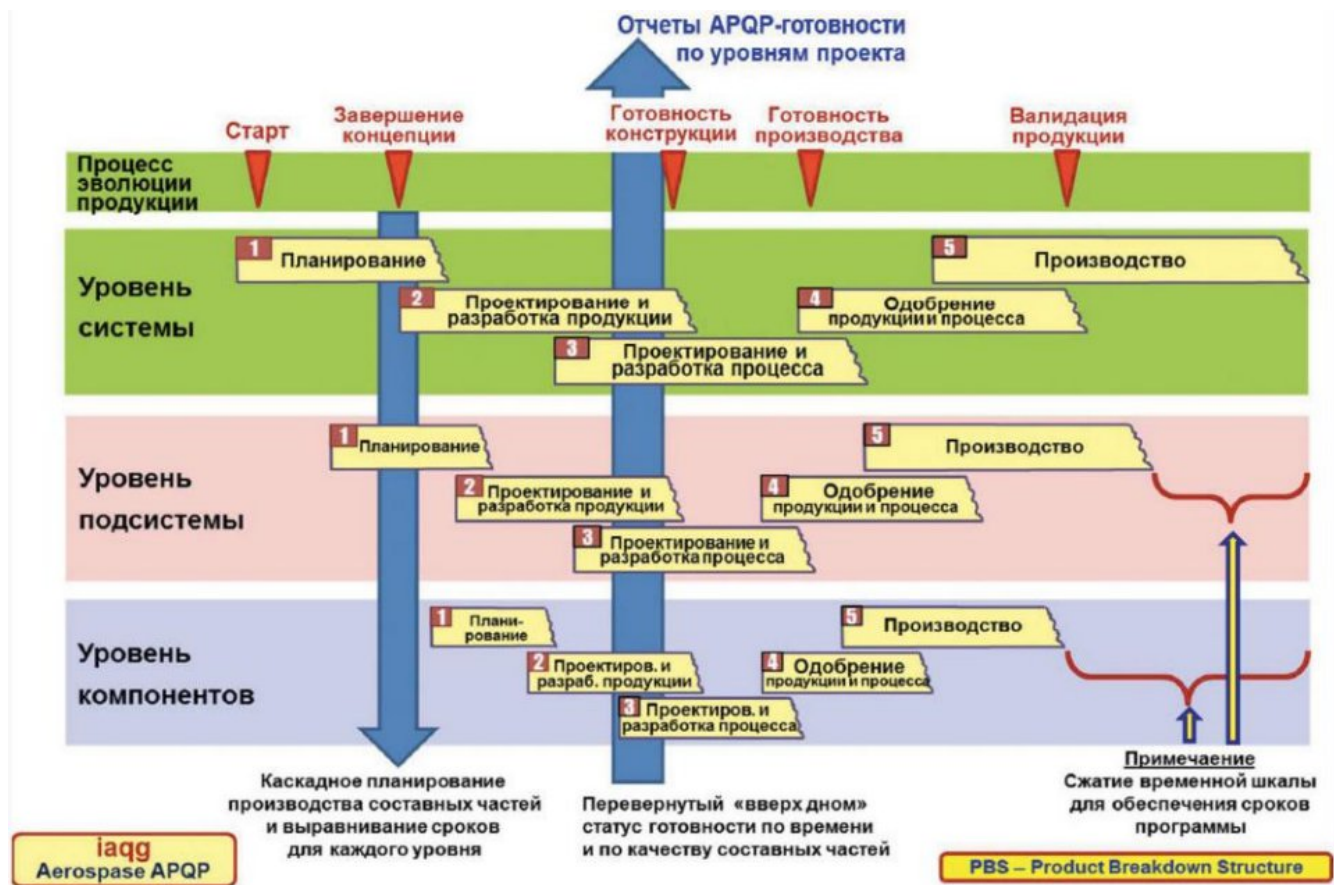 Отчеты APQP-готовности
по уровням проекта
Старт
Завершение
концепции
Готовность
конструкции
Готовность
производства
Валидация
продукции
Процесс
эволюции
продукции
Уровень
системы
1
Планирование
2
Проектирование и
разработка продукции
3
Проектирование и
разработка процесса
4
Одобрение
продукциии процесса
5
Производство
Уровень
подсистемы
1
Планирование
2
Проектирование и
разработка продукции
3
Проектирование и
разработка процесса
4
Одобрение
продукции и процесса
5
Производство
Уровень
компонентов
1
Плани-
рование
2
Проектиров. и
разраб. продукции
3
Проектиров. и
разработка процесса
4
Одобрение
продукции и процесса
5
Производство
Каскадное планирование
производства составных частей
и выравнивание сроков
для каждого уровня
Перевернутый «вверх дном»
статус готовности по времени
и по качеству составных частей
Примечаение
Сжатие временной шкалы
для обеспечения сроков
программы
iaqg
Aerospase APQP
PBS – Product Breakdown Structure